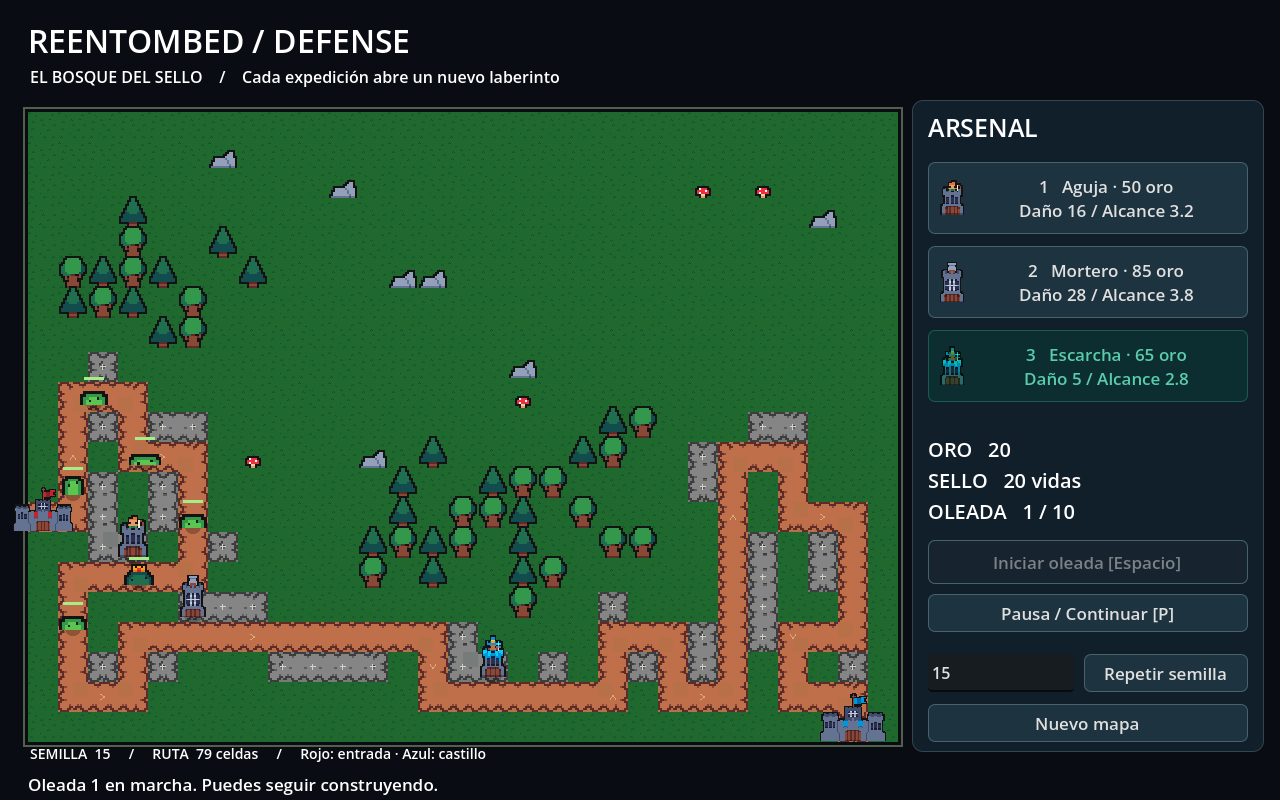 REENTOMBED / DEFENSE
EL BOSQUE DEL SELLO / Cada expedición abre un nuevo laberinto
ARSENAL
1 Aguja · 50 oro
Daño 16 / Alcance 3.2
2 Mortero · 85 oro
Daño 28 / Alcance 3.8
3 Escarcha · 65 oro
Daño 5 / Alcance 2.8
ORO 20
SELLO 20 vidas
OLEADA 1 / 10
Iniciar oleada [Espacio]
Pausa / Continuar [P]
15
Repetir semilla
Nuevo mapa
SEMILLA 15 / RUTA 79 celdas / Rojo: entrada · Azul: castillo
Oleada 1 en marcha. Puedes seguir construyendo.